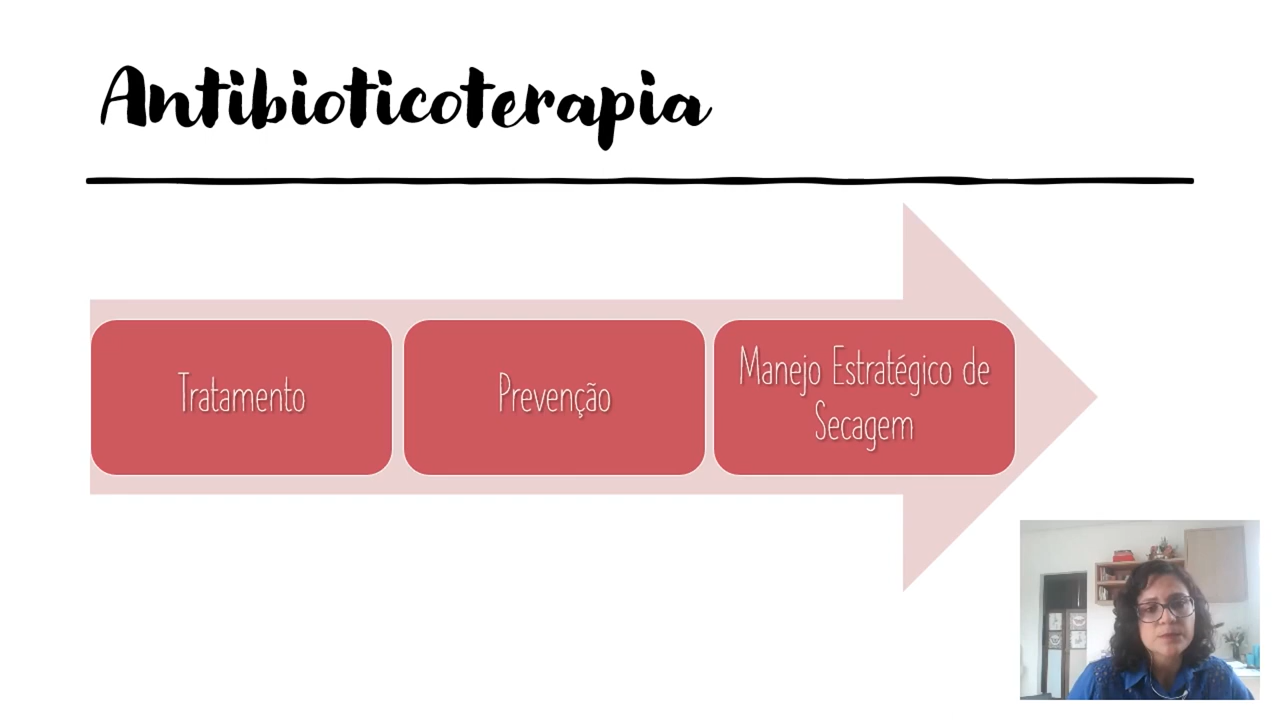 Antibioticoterapia
Tratamento
Prevenção
Manejo Estratégico de
Secagem